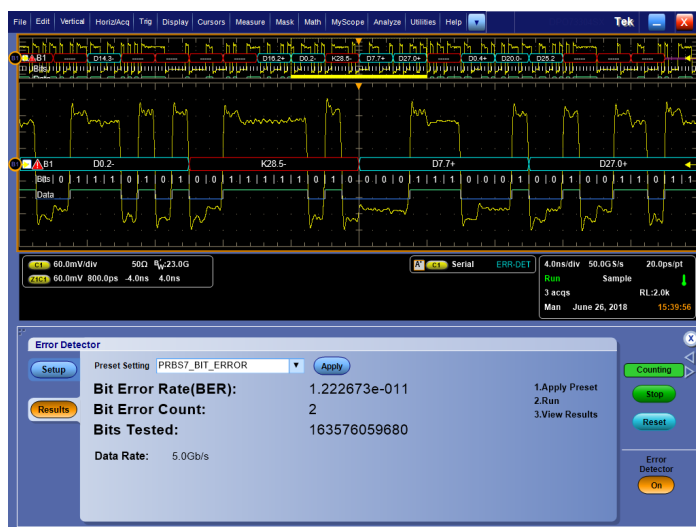 File Edit Vertical Horiz/Acq Trig Display Cursors Measure Mask Math MyScope Analyze Utilities Help Tek X
B1 D14.3- D16.2+ D0.2- K28.5- D7.7+ D27.0+ D0.4+ D20.0- D25.2
Bits
B1 D0.2- K28.5- D7.7+ D27.0+
Bits 0 1 1 1 0 1 0 1 0 1 1 1 1 1 0 1 0 0 0 0 1 1 1 0 0 0 1 0 0 1 0 0 1 1 0 1 0 1
Data
C1 60.0mV/div 50Ω BW:23.0G
Z1C1 60.0mV 800.0ps -4.0ns 4.0ns
A' C1 Serial ERR-DET
4.0ns/div 50.0GS/s 20.0ps/pt
Run Sample
3 acqs RL:2.0k
Man June 26, 2018 15:39:56
Error Detector X
Setup
Results
Preset Setting PRBS7_BIT_ERROR Apply
Bit Error Rate(BER): 1.222673e-011
Bit Error Count: 2
Bits Tested: 163576059680
Data Rate: 5.0Gb/s
1.Apply Preset
2.Run
3.View Results
Counting
Stop
Reset
Error
Detector
On